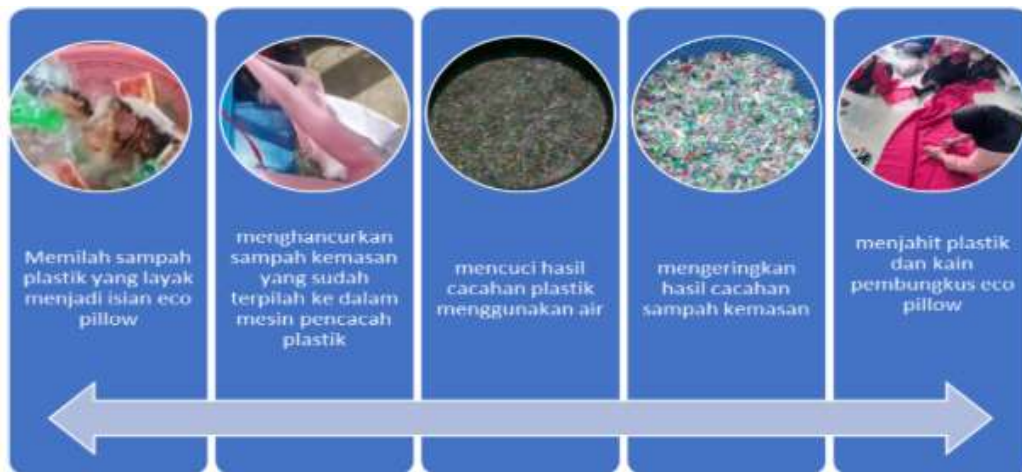 Memilah sampah
plastik yang layak
menjadi isian eco
pillow
menghancurkan
sampah kemasan
yang sudah
terpilah ke dalam
mesin pencacah
plastik
mencuci hasil
cacahan plastik
menggunakan air
mengeringkan
hasil cacahan
sampah kemasan
menjahit plastik
dan kain
pembungkus eco
pillow